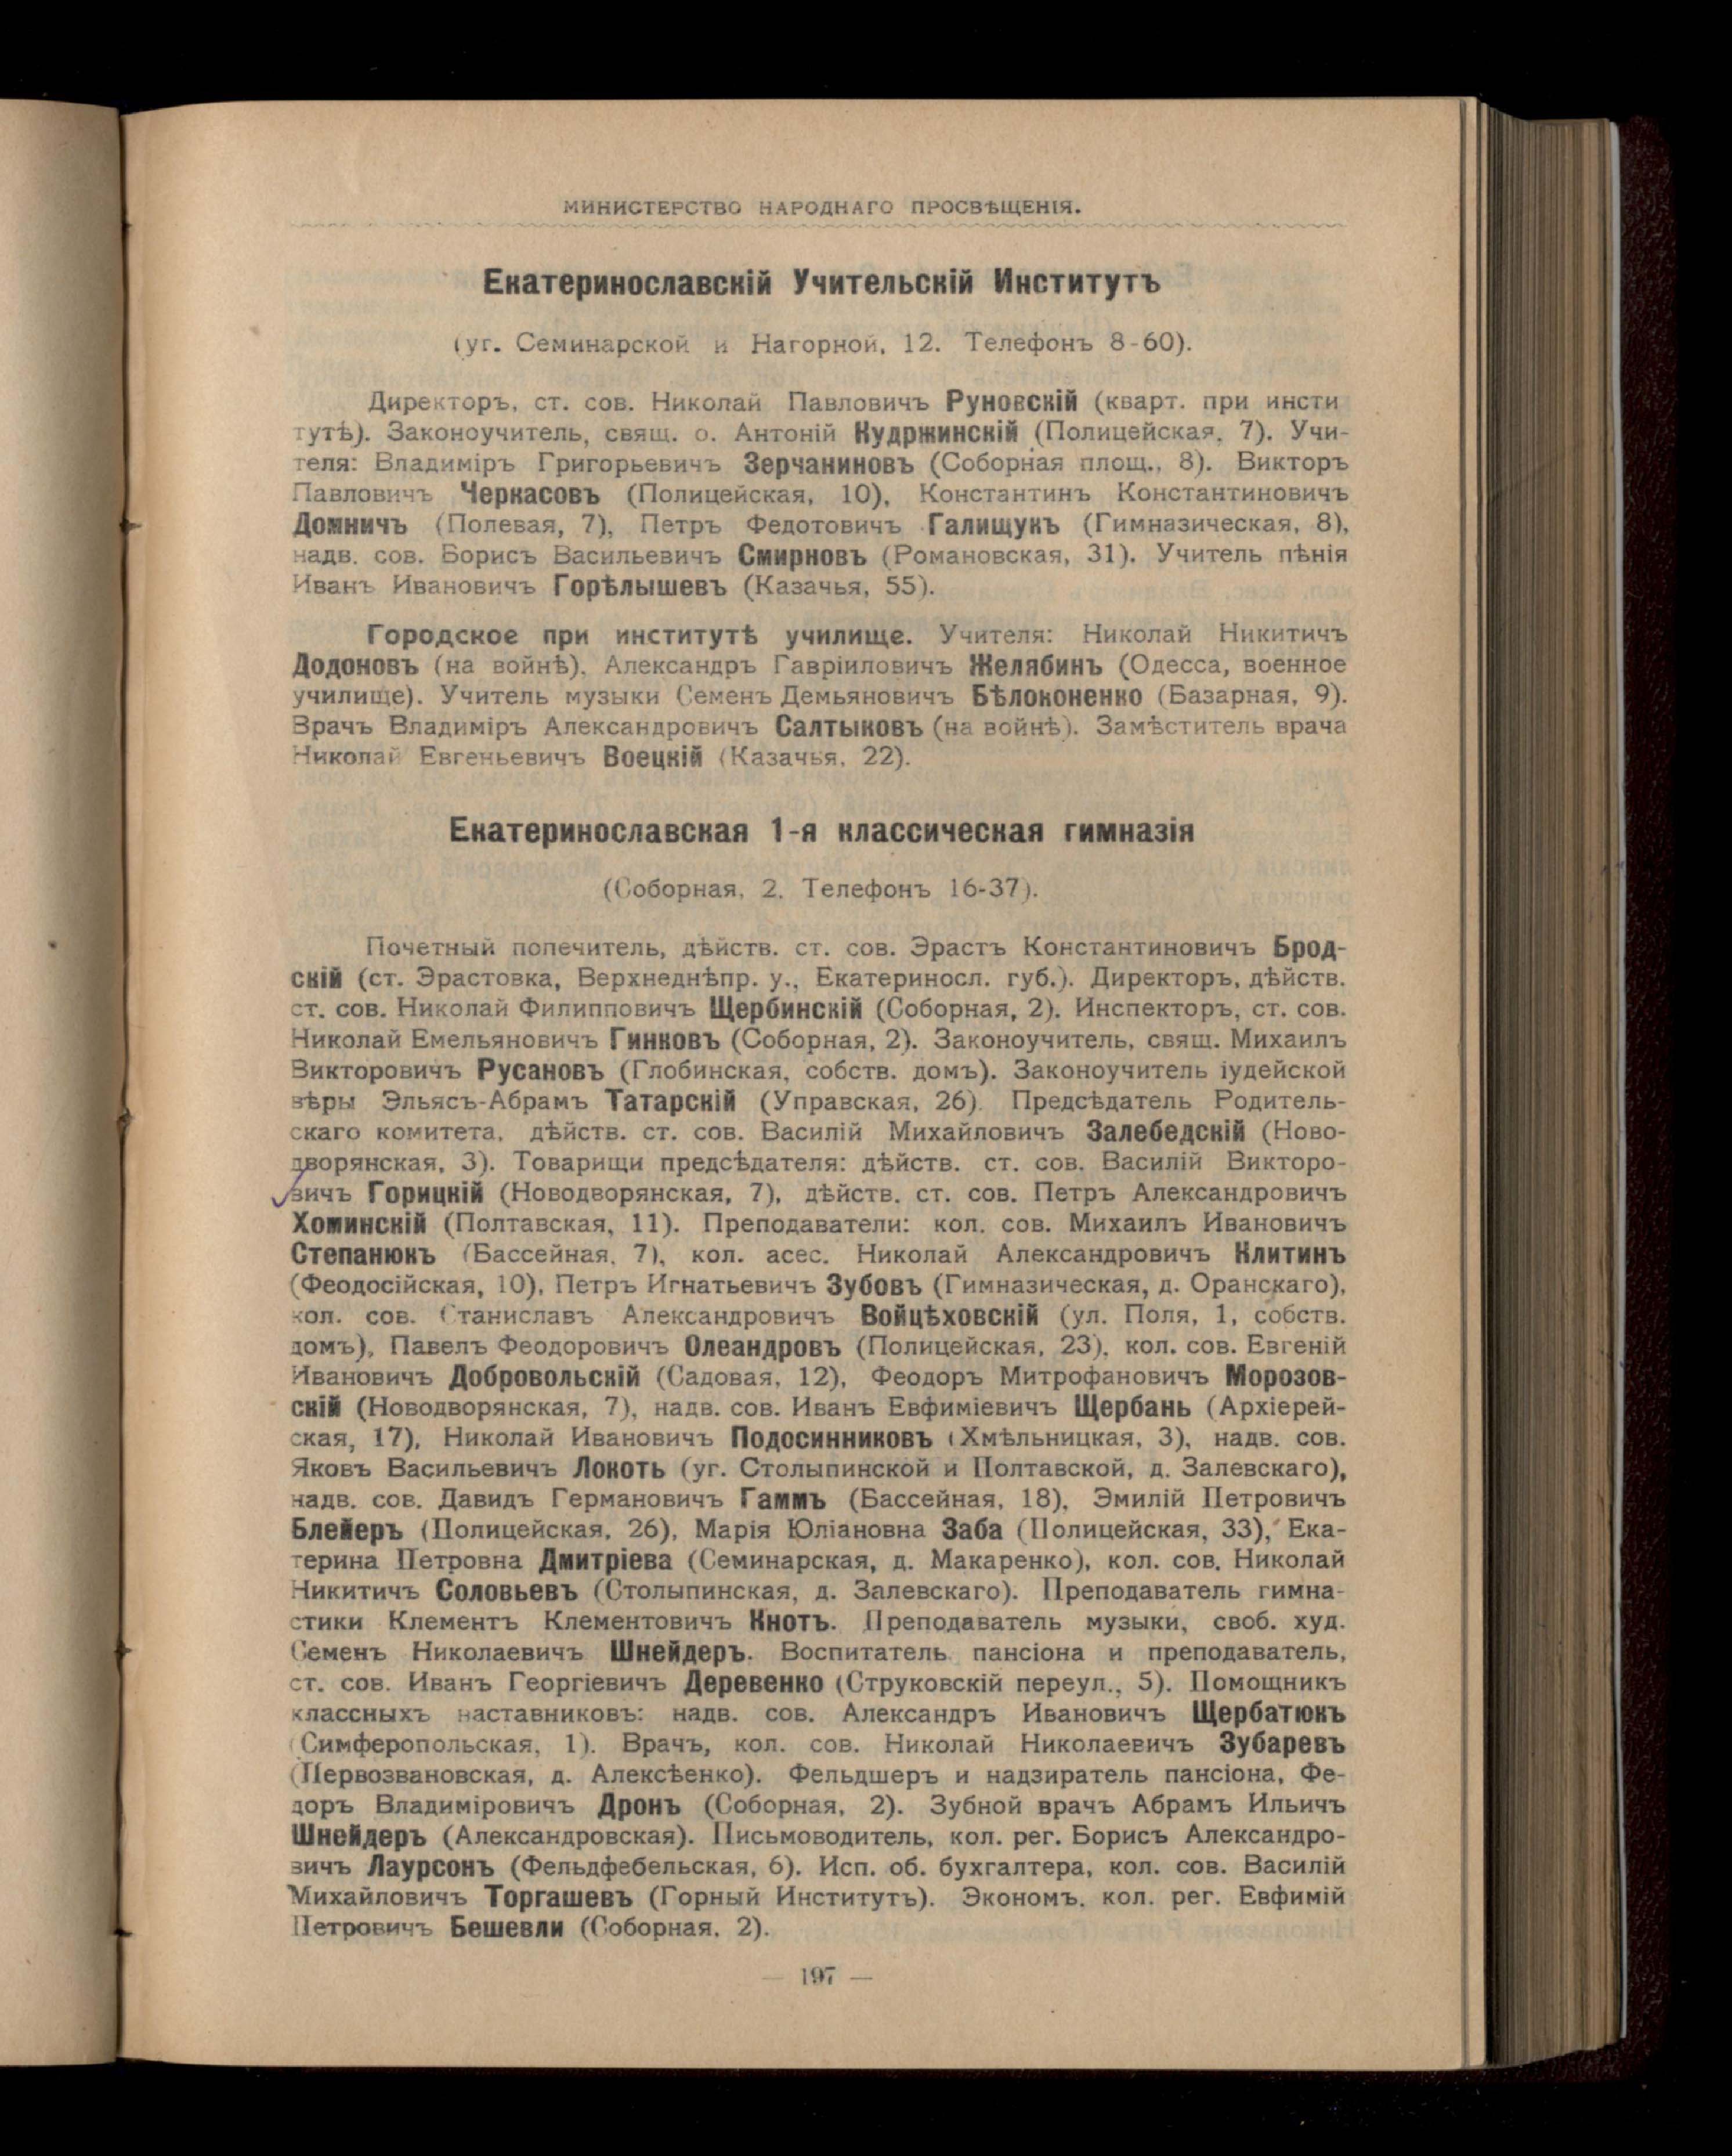 МИНИСТЕРСТВО НАРОДНАГО ПРОСВѢЩЕНІЯ.
Екатеринославскій Учительскій Институтъ
(уг. Семинарской и Нагорной, 12. Телефонъ 8-60).
Директоръ, ст. сов. Николай Павловичъ Руновскій (кварт. при инсти
тутѣ). Законоучитель, свящ. о. Антоній Кудржинскій (Полицейская, 7). Учи-
теля: Владиміръ Григорьевичъ Зерчаниновъ (Соборная площ., 8). Викторъ
Павловичъ Черкасовъ (Полицейская, 10), Константинъ Константиновичъ
Домничъ (Полевая, 7), Петръ Федотовичъ Галищукъ (Гимназическая, 8),
надв. сов. Борисъ Васильевичъ Смирновъ (Романовская, 31). Учитель пѣнія
Иванъ Ивановичъ Горѣлышевъ (Казачья, 55).
Городское при институтѣ училище. Учителя: Николай Никитичъ
Додоновъ (на войнѣ), Александръ Гавріиловичъ Желябинъ (Одесса, военное
училище). Учитель музыки Семенъ Демьяновичъ Бѣлоконенко (Базарная, 9).
Врачъ Владиміръ Александровичъ Салтыковъ (на войнѣ). Замѣститель врача
Николай Евгеньевичъ Воецкій (Казачья, 22).
Екатеринославская 1-я классическая гимназія
(Соборная, 2. Телефонъ 16-37).
Почетный попечитель, дѣйств. ст. сов. Эрастъ Константиновичъ Брод-
скій (ст. Эрастовка, Верхнеднѣпр. у., Екатеринослав. губ.). Директоръ, дѣйств.
ст. сов. Николай Филипповичъ Щербинскій (Соборная, 2). Инспекторъ, ст. сов.
Николай Емельяновичъ Гинковъ (Соборная, 2). Законоучитель, свящ. Михаилъ
Викторовичъ Русановъ (Глобинская, собств. домъ). Законоучитель іудейской
вѣры Эльясъ-Абрамъ Татарскій (Управская, 26). Предсѣдатель Родитель-
скаго комитета, дѣйств. ст. сов. Василій Михайловичъ Залебедскій (Ново-
дворянская, 3). Товарищи предсѣдателя: дѣйств. ст. сов. Василій Викторо-
вичъ Горицкій (Новодворянская, 7), дѣйств. ст. сов. Петръ Александровичъ
Хоминскій (Полтавская, 11). Преподаватели: кол. сов. Михаилъ Ивановичъ
Степанюкъ (Бассейная, 7), кол. асес. Николай Александровичъ Клитинъ
(Феодосійская, 10), Петръ Игнатьевичъ Зубовъ (Гимназическая, д. Оранскаго),
кол. сов. Станиславъ Александровичъ Войцѣховскій (ул. Поля, 1, собств.
домъ), Павелъ Феодоровичъ Олеандровъ (Полицейская, 23), кол. сов. Евгеній
Ивановичъ Добровольскій (Садовая, 12), Феодоръ Митрофановичъ Морозов-
скій (Новодворянская, 7), надв. сов. Иванъ Евфиміевичъ Щербань (Архіерей-
ская, 17), Николай Ивановичъ Подосинниковъ (Хмѣльницкая, 3), надв. сов.
Яковъ Васильевичъ Локоть (уг. Столыпинской и Полтавской, д. Залевскаго),
надв. сов. Давидъ Германовичъ Гаммъ (Бассейная, 18), Эмилій Петровичъ
Блейеръ (Полицейская, 26), Марія Юліановна Заба (Полицейская, 33), Ека-
терина Петровна Дмитріева (Семинарская, д. Макаренко), кол. сов. Николай
Никитичъ Соловьевъ (Столыпинская, д. Залевскаго). Преподаватель гимна-
стики Клементъ Клементовичъ Кнотъ. Преподаватель музыки, своб. худ.
Семенъ Николаевичъ Шнейдеръ. Воспитатель пансіона и преподаватель,
ст. сов. Иванъ Георгіевичъ Деревенко (Струковскій переул., 5). Помощникъ
классныхъ наставниковъ: надв. сов. Александръ Ивановичъ Щербатюкъ
(Симферопольская, 1). Врачъ, кол. сов. Николай Николаевичъ Зубаревъ
(Первозвановская, д. Алексѣенко). Фельдшеръ и надзиратель пансіона, Фе-
доръ Владиміровичъ Дронъ (Соборная, 2). Зубной врачъ Абрамъ Ильичъ
Шнейдеръ (Александровская). Письмоводитель, кол. рег. Борисъ Александро-
вичъ Лаурсонъ (Фельдфебельская, 6). Исп. об. бухгалтера, кол. сов. Василій
Михайловичъ Торгашевъ (Горный Институтъ). Экономъ, кол. рег. Евфимій
Петровичъ Бешевли (Соборная, 2).
— 197 —